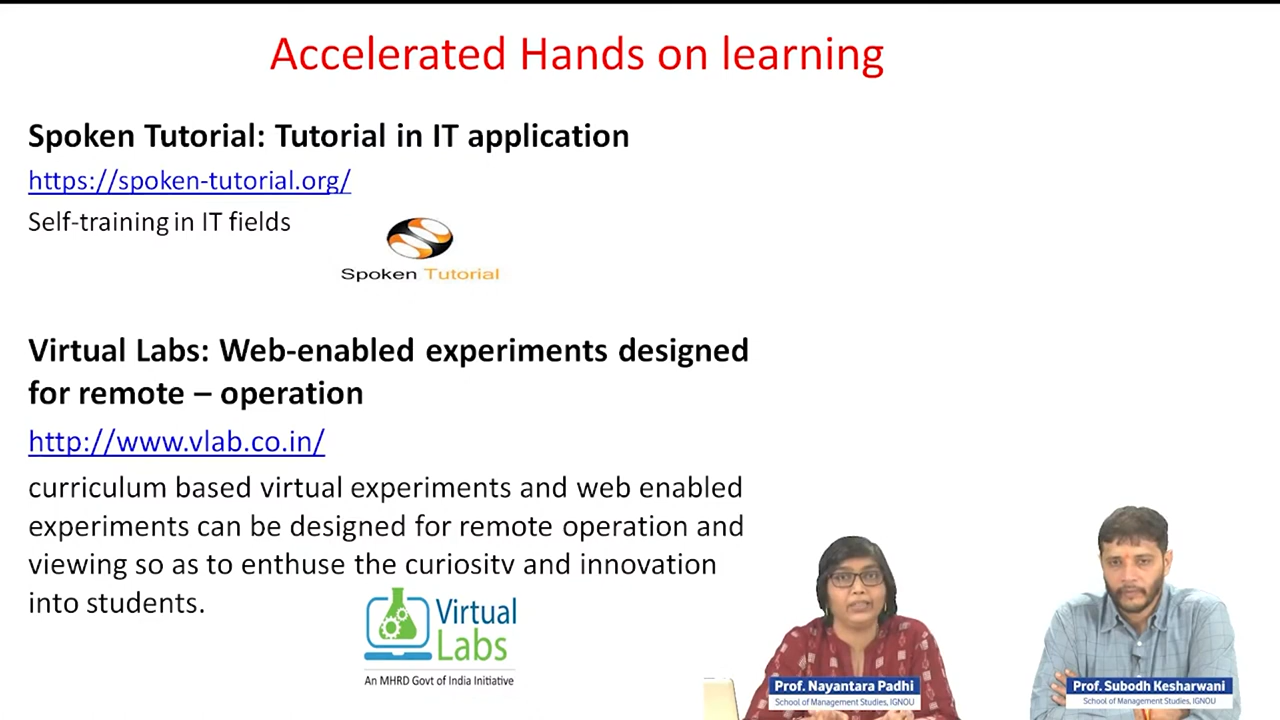 Accelerated Hands on learning
Spoken Tutorial: Tutorial in IT application
https://spoken-tutorial.org/
Self-training in IT fields
Spoken Tutorial
Virtual Labs: Web-enabled experiments designed
for remote – operation
http://www.vlab.co.in/
curriculum based virtual experiments and web enabled
experiments can be designed for remote operation and
viewing so as to enthuse the curiosity and innovation
into students.
Virtual
Labs
An MHRD Govt of India Initiative
Prof. Nayantara Padhi
School of Management Studies, IGNOU
Prof. Subodh Kesharwani
School of Management Studies, IGNOU